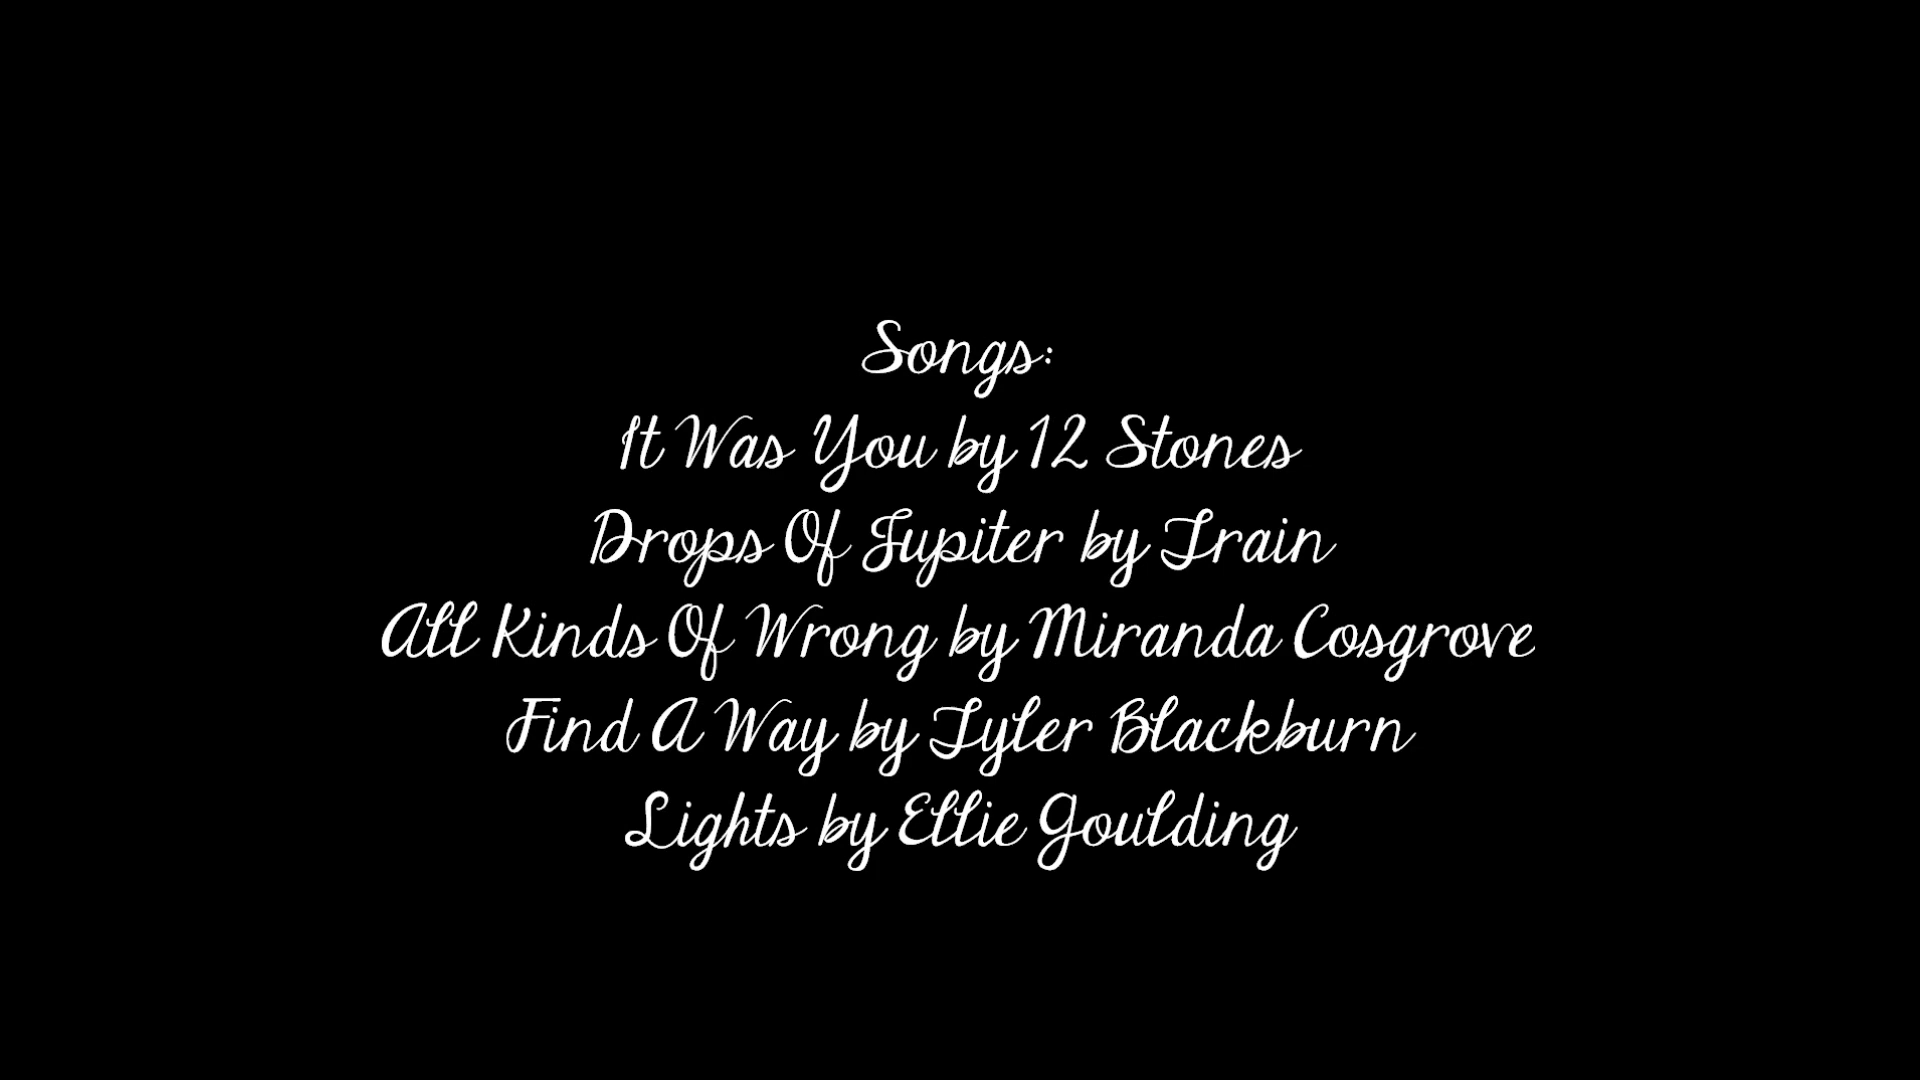 Songs:
It Was You by 12 Stones
Drops Of Jupiter by Train
All Kinds Of Wrong by Miranda Cosgrove
Find A Way by Tyler Blackburn
Lights by Ellie Goulding